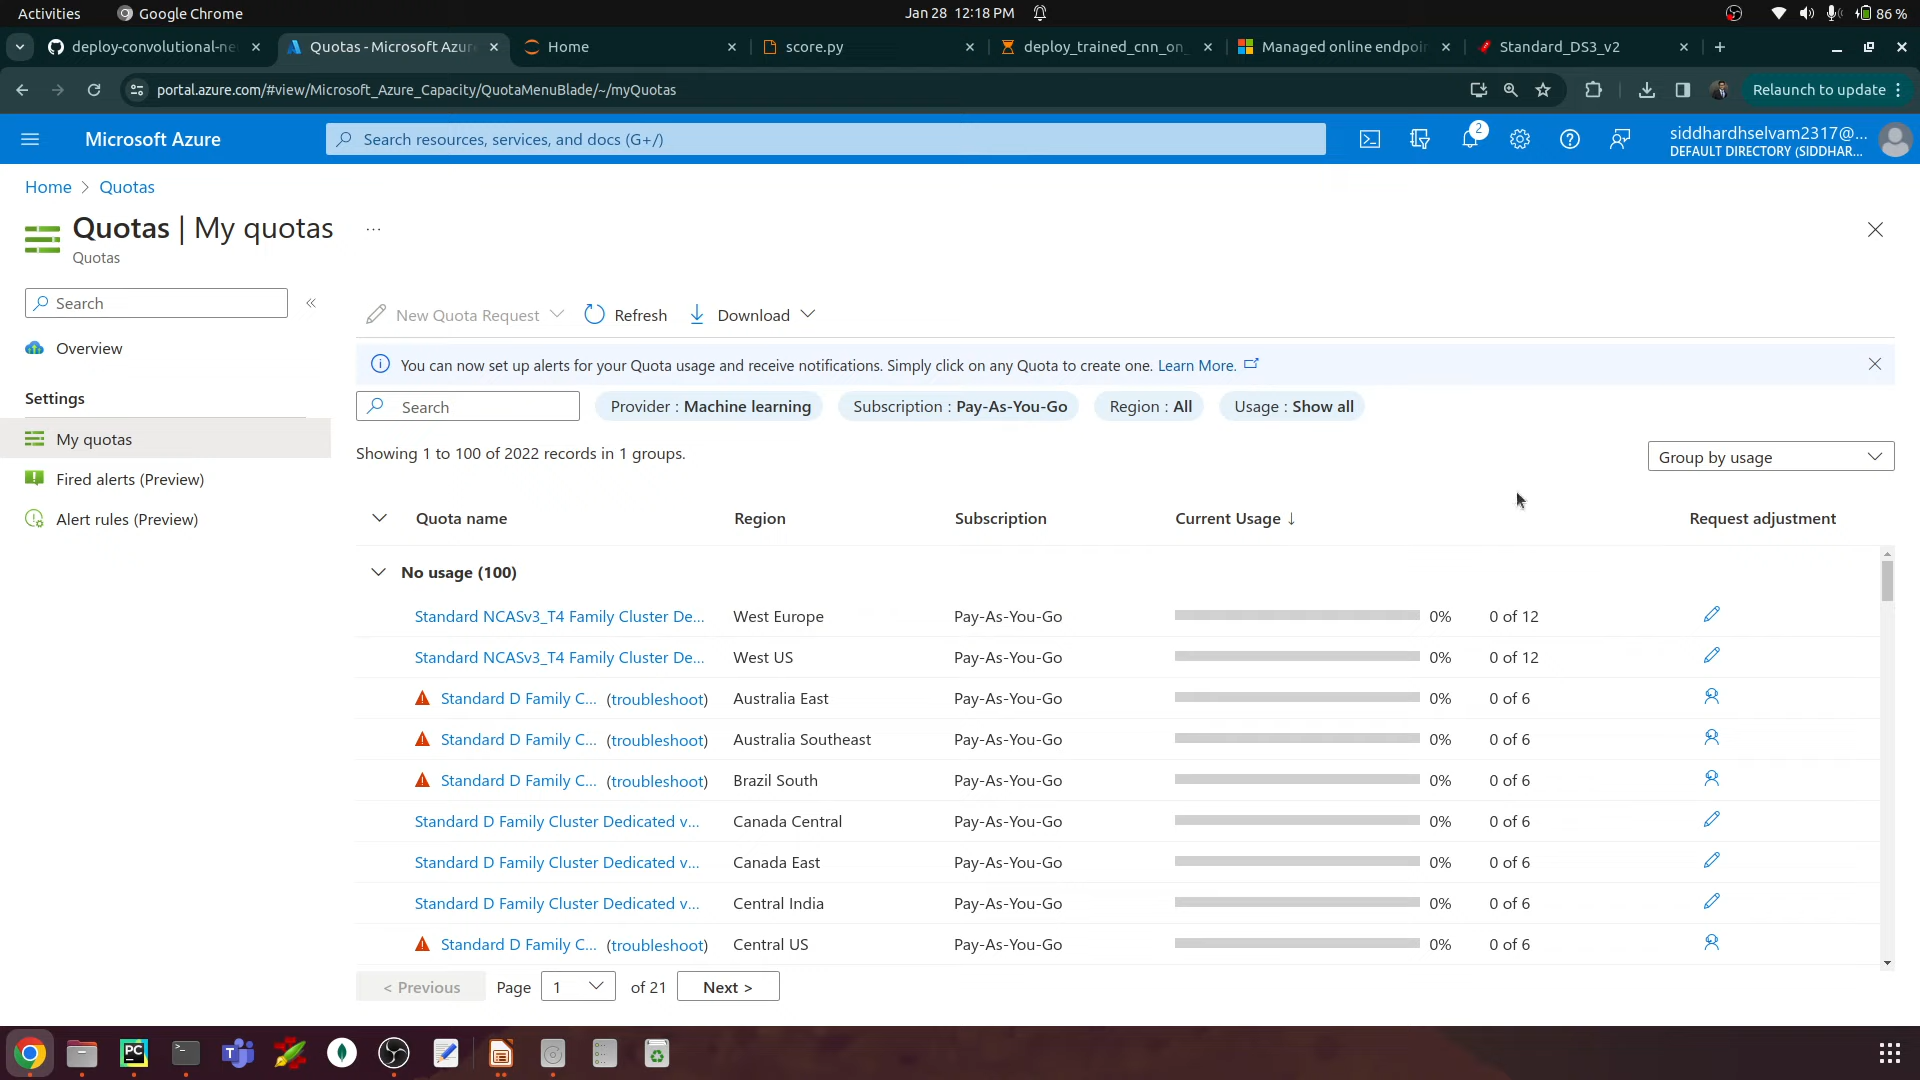 Activities
Google Chrome
Jan 28 12:18 PM
86 %
deploy-convolutional-ne
Quotas - Microsoft Azur
Home
score.py
deploy_trained_cnn_on_
Managed online endpoin
Standard_DS3_v2
portal.azure.com/#view/Microsoft_Azure_Capacity/QuotaMenuBlade/~/myQuotas
Relaunch to update
Microsoft Azure
Search resources, services, and docs (G+/)
2
siddhardhselvam2317@...
DEFAULT DIRECTORY (SIDDHAR...
Home > Quotas
Quotas | My quotas ...
Quotas
Search
«
Overview
Settings
My quotas
Fired alerts (Preview)
Alert rules (Preview)
New Quota Request
Refresh
Download
You can now set up alerts for your Quota usage and receive notifications. Simply click on any Quota to create one. Learn More.
Search
Provider : Machine learning
Subscription : Pay-As-You-Go
Region : All
Usage : Show all
Showing 1 to 100 of 2022 records in 1 groups.
Group by usage
Quota name Region Subscription Current Usage ↓ Request adjustment
No usage (100)
Standard NCASv3_T4 Family Cluster De... West Europe Pay-As-You-Go 0% 0 of 12
Standard NCASv3_T4 Family Cluster De... West US Pay-As-You-Go 0% 0 of 12
Standard D Family C... (troubleshoot) Australia East Pay-As-You-Go 0% 0 of 6
Standard D Family C... (troubleshoot) Australia Southeast Pay-As-You-Go 0% 0 of 6
Standard D Family C... (troubleshoot) Brazil South Pay-As-You-Go 0% 0 of 6
Standard D Family Cluster Dedicated v... Canada Central Pay-As-You-Go 0% 0 of 6
Standard D Family Cluster Dedicated v... Canada East Pay-As-You-Go 0% 0 of 6
Standard D Family Cluster Dedicated v... Central India Pay-As-You-Go 0% 0 of 6
Standard D Family C... (troubleshoot) Central US Pay-As-You-Go 0% 0 of 6
< Previous Page 1 of 21 Next >
PC